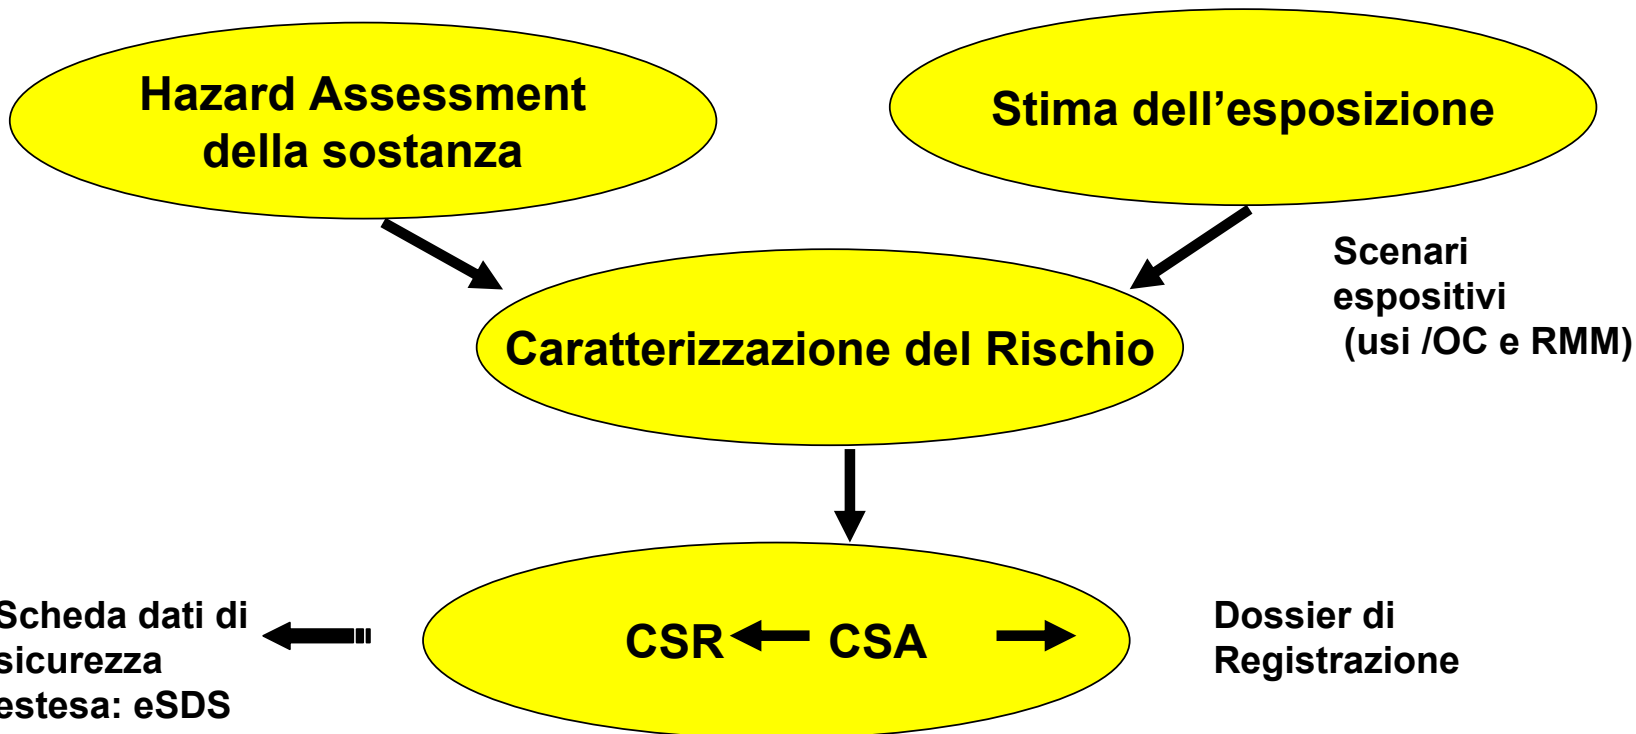 Hazard Assessment
della sostanza
Stima dell’esposizione
Scenari
espositivi
(usi /OC e RMM)
Caratterizzazione del Rischio
Scheda dati di
sicurezza
estesa: eSDS
CSR CSA
Dossier di
Registrazione